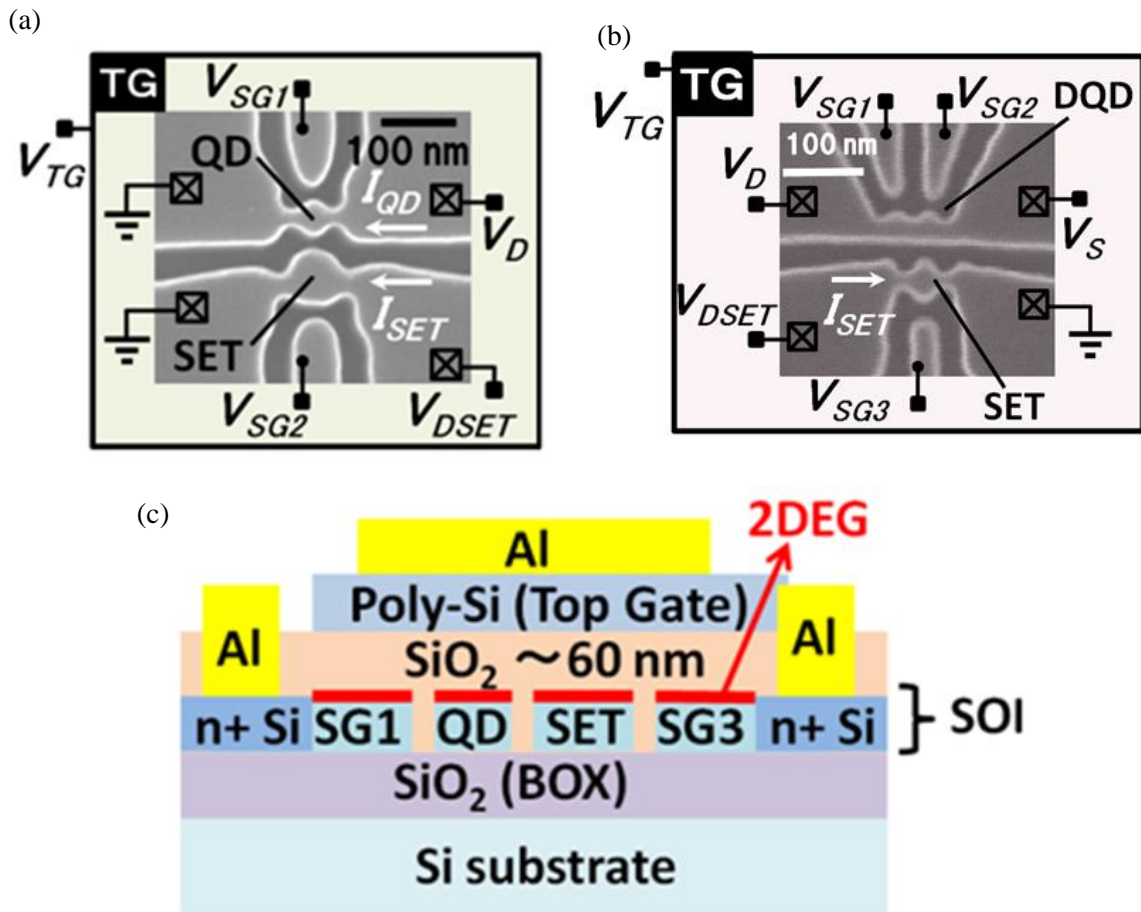 (a)
TG
V_SG1
QD
100 nm
V_TG
I_QD
V_D
I_SET
SET
V_SG2
V_DSET
(b)
TG
V_SG1
V_SG2
DQD
V_TG
100 nm
V_D
V_S
V_DSET
I_SET
V_SG3
SET
(c)
2DEG
Al
Poly-Si (Top Gate)
Al
Al
SiO₂ ~60 nm
n+ Si
SG1
QD
SET
SG3
n+ Si
SOI
SiO₂ (BOX)
Si substrate